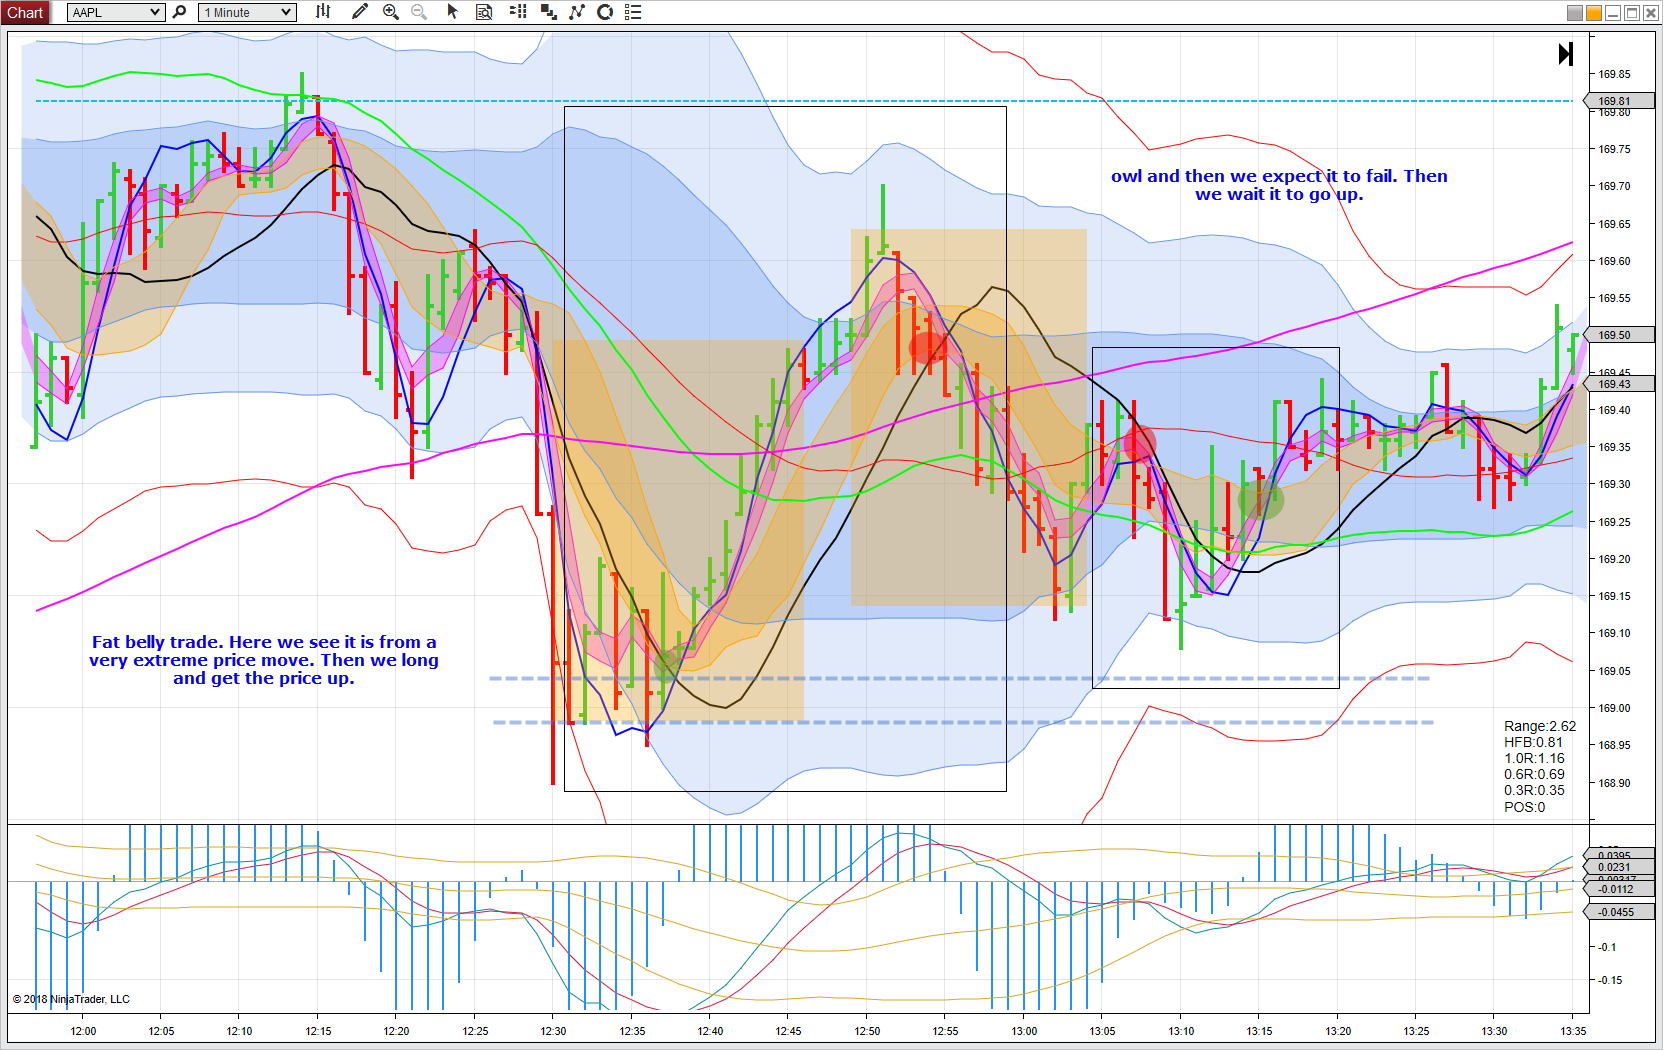 Chart
AAPL
1 Minute
169.85
169.81
169.80
169.75
169.70
owl and then we expect it to fail. Then
we wait it to go up.
169.65
169.60
169.55
169.50
169.45
169.43
169.40
169.35
169.30
169.25
169.20
169.15
169.10
Fat belly trade. Here we see it is from a
very extreme price move. Then we long
and get the price up.
169.05
169.00
168.95
168.90
Range:2.62
HFB:0.81
1.0R:1.16
0.6R:0.69
0.3R:0.35
POS:0
0.0395
0.0231
-0.0112
-0.0455
-0.1
-0.15
© 2018 NinjaTrader, LLC
12:00 12:05 12:10 12:15 12:20 12:25 12:30 12:35 12:40 12:45 12:50 12:55 13:00 13:05 13:10 13:15 13:20 13:25 13:30 13:35